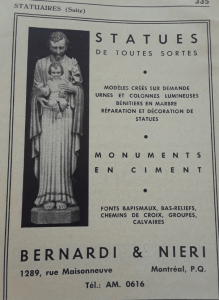 STATUAIRES (Suite)
335
STATUES
DE TOUTES SORTES
MODÈLES CRÉÉS SUR DEMANDE
URNES ET COLONNES LUMINEUSES
BÉNITIERS EN MARBRE
RÉPARATION ET DÉCORATION DE
STATUES
MONUMENTS
EN CIMENT
FONTS BAPISMAUX, BAS-RELIEFS,
CHEMINS DE CROIX, GROUPES,
CALVAIRES
BERNARDI & NIERI
1289, rue Maisonneuve Montréal, P.Q.
Tél.: AM. 0616